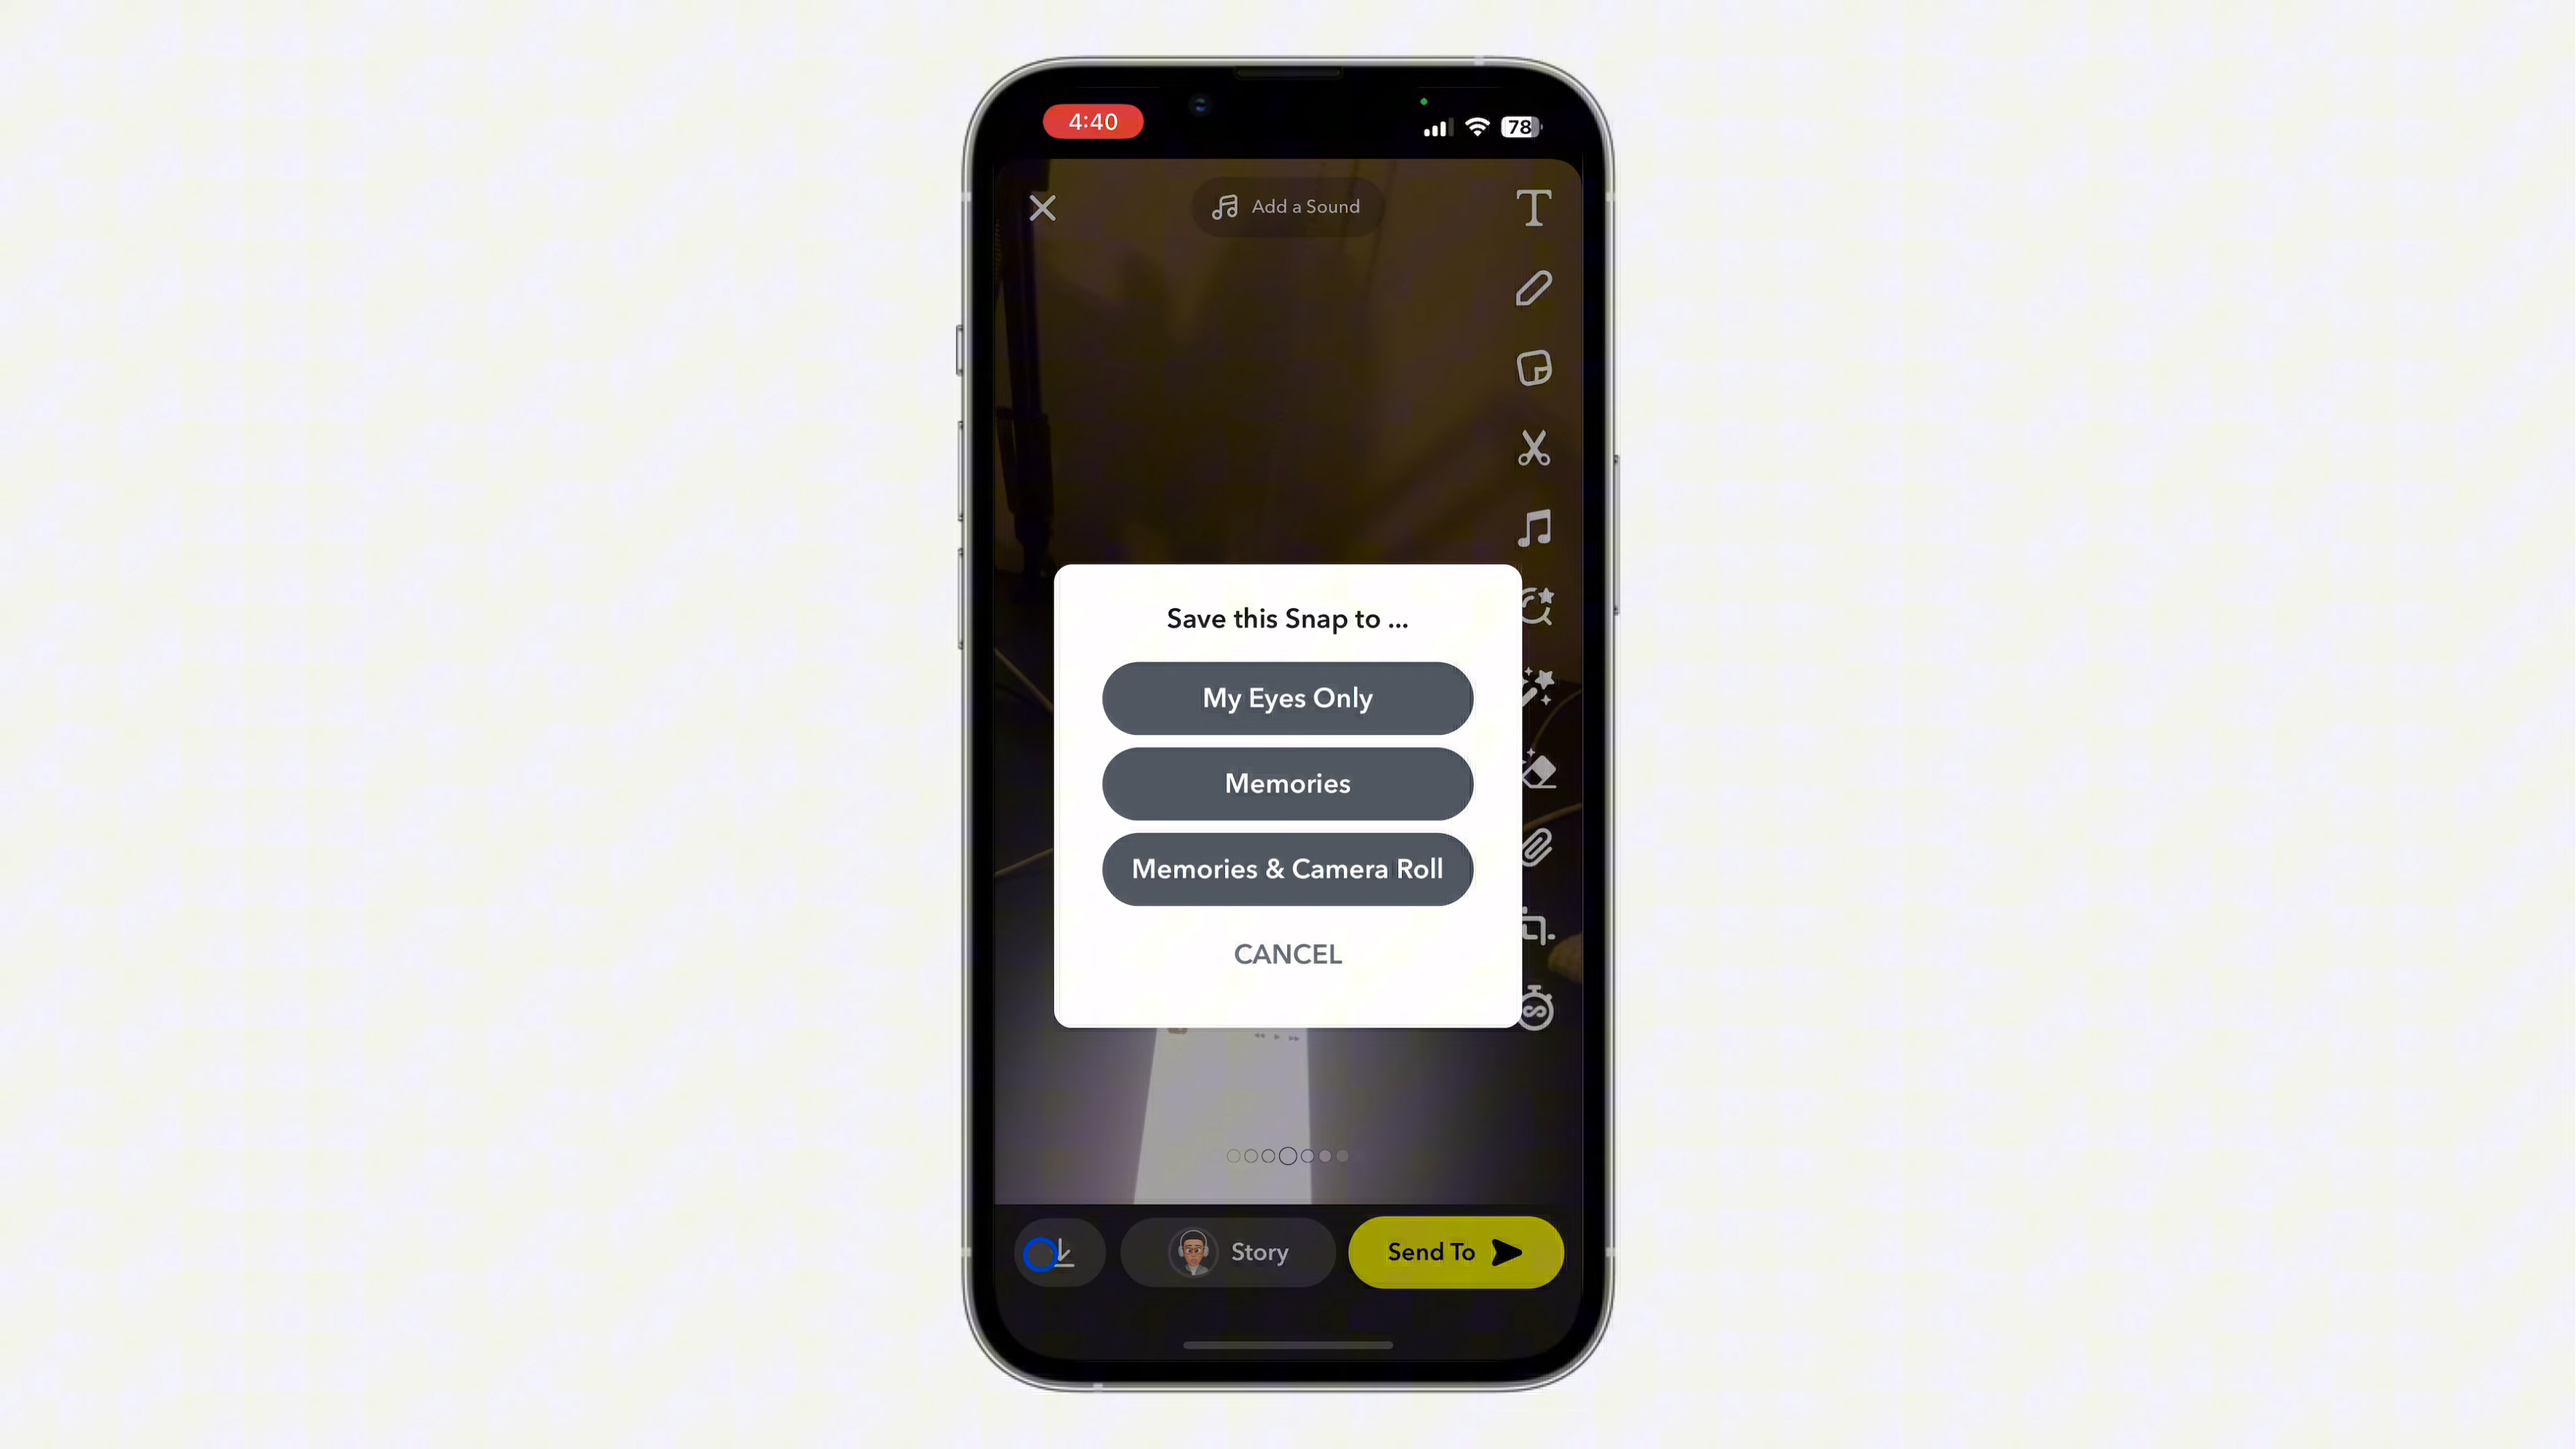 4:40
78
Add a Sound
T
Save this Snap to ...
My Eyes Only
Memories
Memories & Camera Roll
CANCEL
Story
Send To